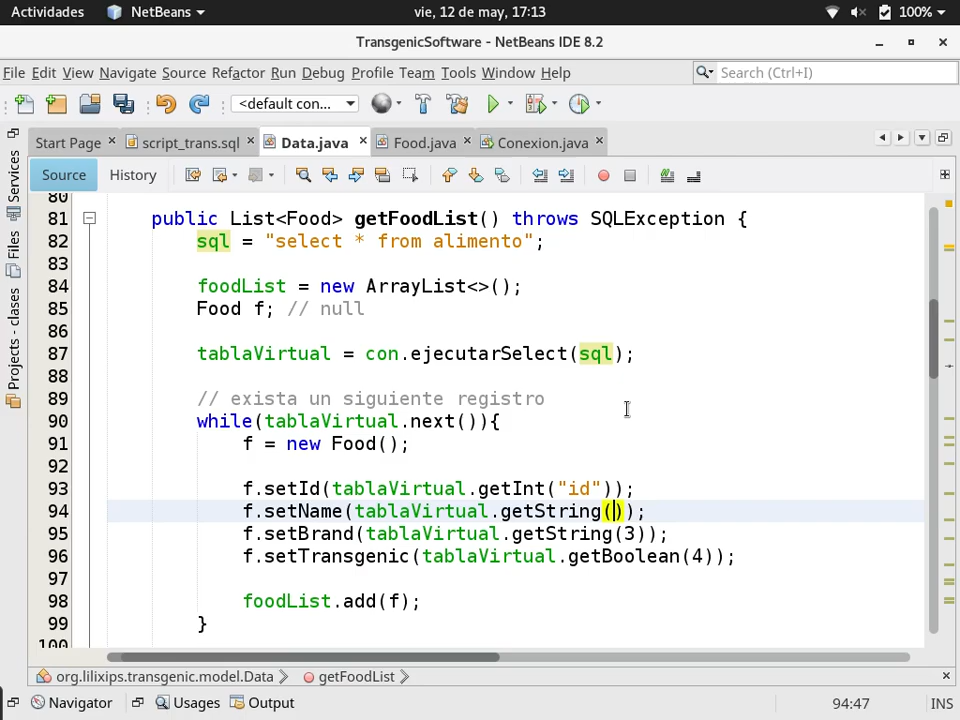 Actividades NetBeans vie, 12 de may, 17:13 100%
TransgenicSoftware - NetBeans IDE 8.2
File Edit View Navigate Source Refactor Run Debug Profile Team Tools Window Help Search (Ctrl+I)
<default con...
Start Page script_trans.sql Data.java Food.java Conexion.java
Source History
Services
Files
Projects - clases
80
81 public List<Food> getFoodList() throws SQLException {
82 sql = "select * from alimento";
83
84 foodList = new ArrayList<>();
85 Food f; // null
86
87 tablaVirtual = con.ejecutarSelect(sql);
88
89 // exista un siguiente registro
90 while(tablaVirtual.next()){
91 f = new Food();
92
93 f.setId(tablaVirtual.getInt("id"));
94 f.setName(tablaVirtual.getString());
95 f.setBrand(tablaVirtual.getString(3));
96 f.setTransgenic(tablaVirtual.getBoolean(4));
97
98 foodList.add(f);
99 }
100
org.lilixips.transgenic.model.Data getFoodList
Navigator Usages Output 94:47 INS